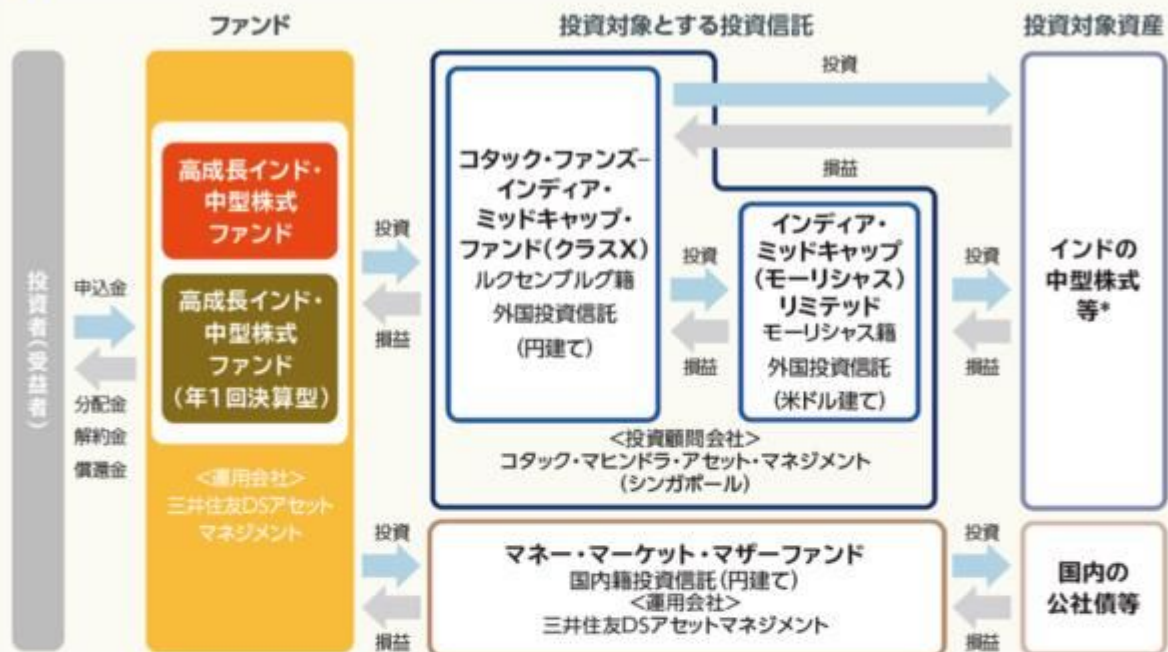 ファンド
投資対象とする投資信託
投資対象資産
投資者(受益者)
申込金
分配金
解約金
償還金
高成長インド・
中型株式
ファンド
高成長インド・
中型株式
ファンド
(年1回決算型)
<運用会社>
三井住友DSアセット
マネジメント
投資
損益
コタック・ファンズ−
インディア・
ミッドキャップ・
ファンド(クラスX)
ルクセンブルグ籍
外国投資信託
(円建て)
投資
損益
投資
損益
インディア・
ミッドキャップ
(モーリシャス)
リミテッド
モーリシャス籍
外国投資信託
(米ドル建て)
<投資顧問会社>
コタック・マヒンドラ・アセット・マネジメント
(シンガポール)
投資
損益
インドの
中型株式
等*
投資
損益
マネー・マーケット・マザーファンド
国内籍投資信託(円建て)
<運用会社>
三井住友DSアセットマネジメント
投資
損益
国内の
公社債等